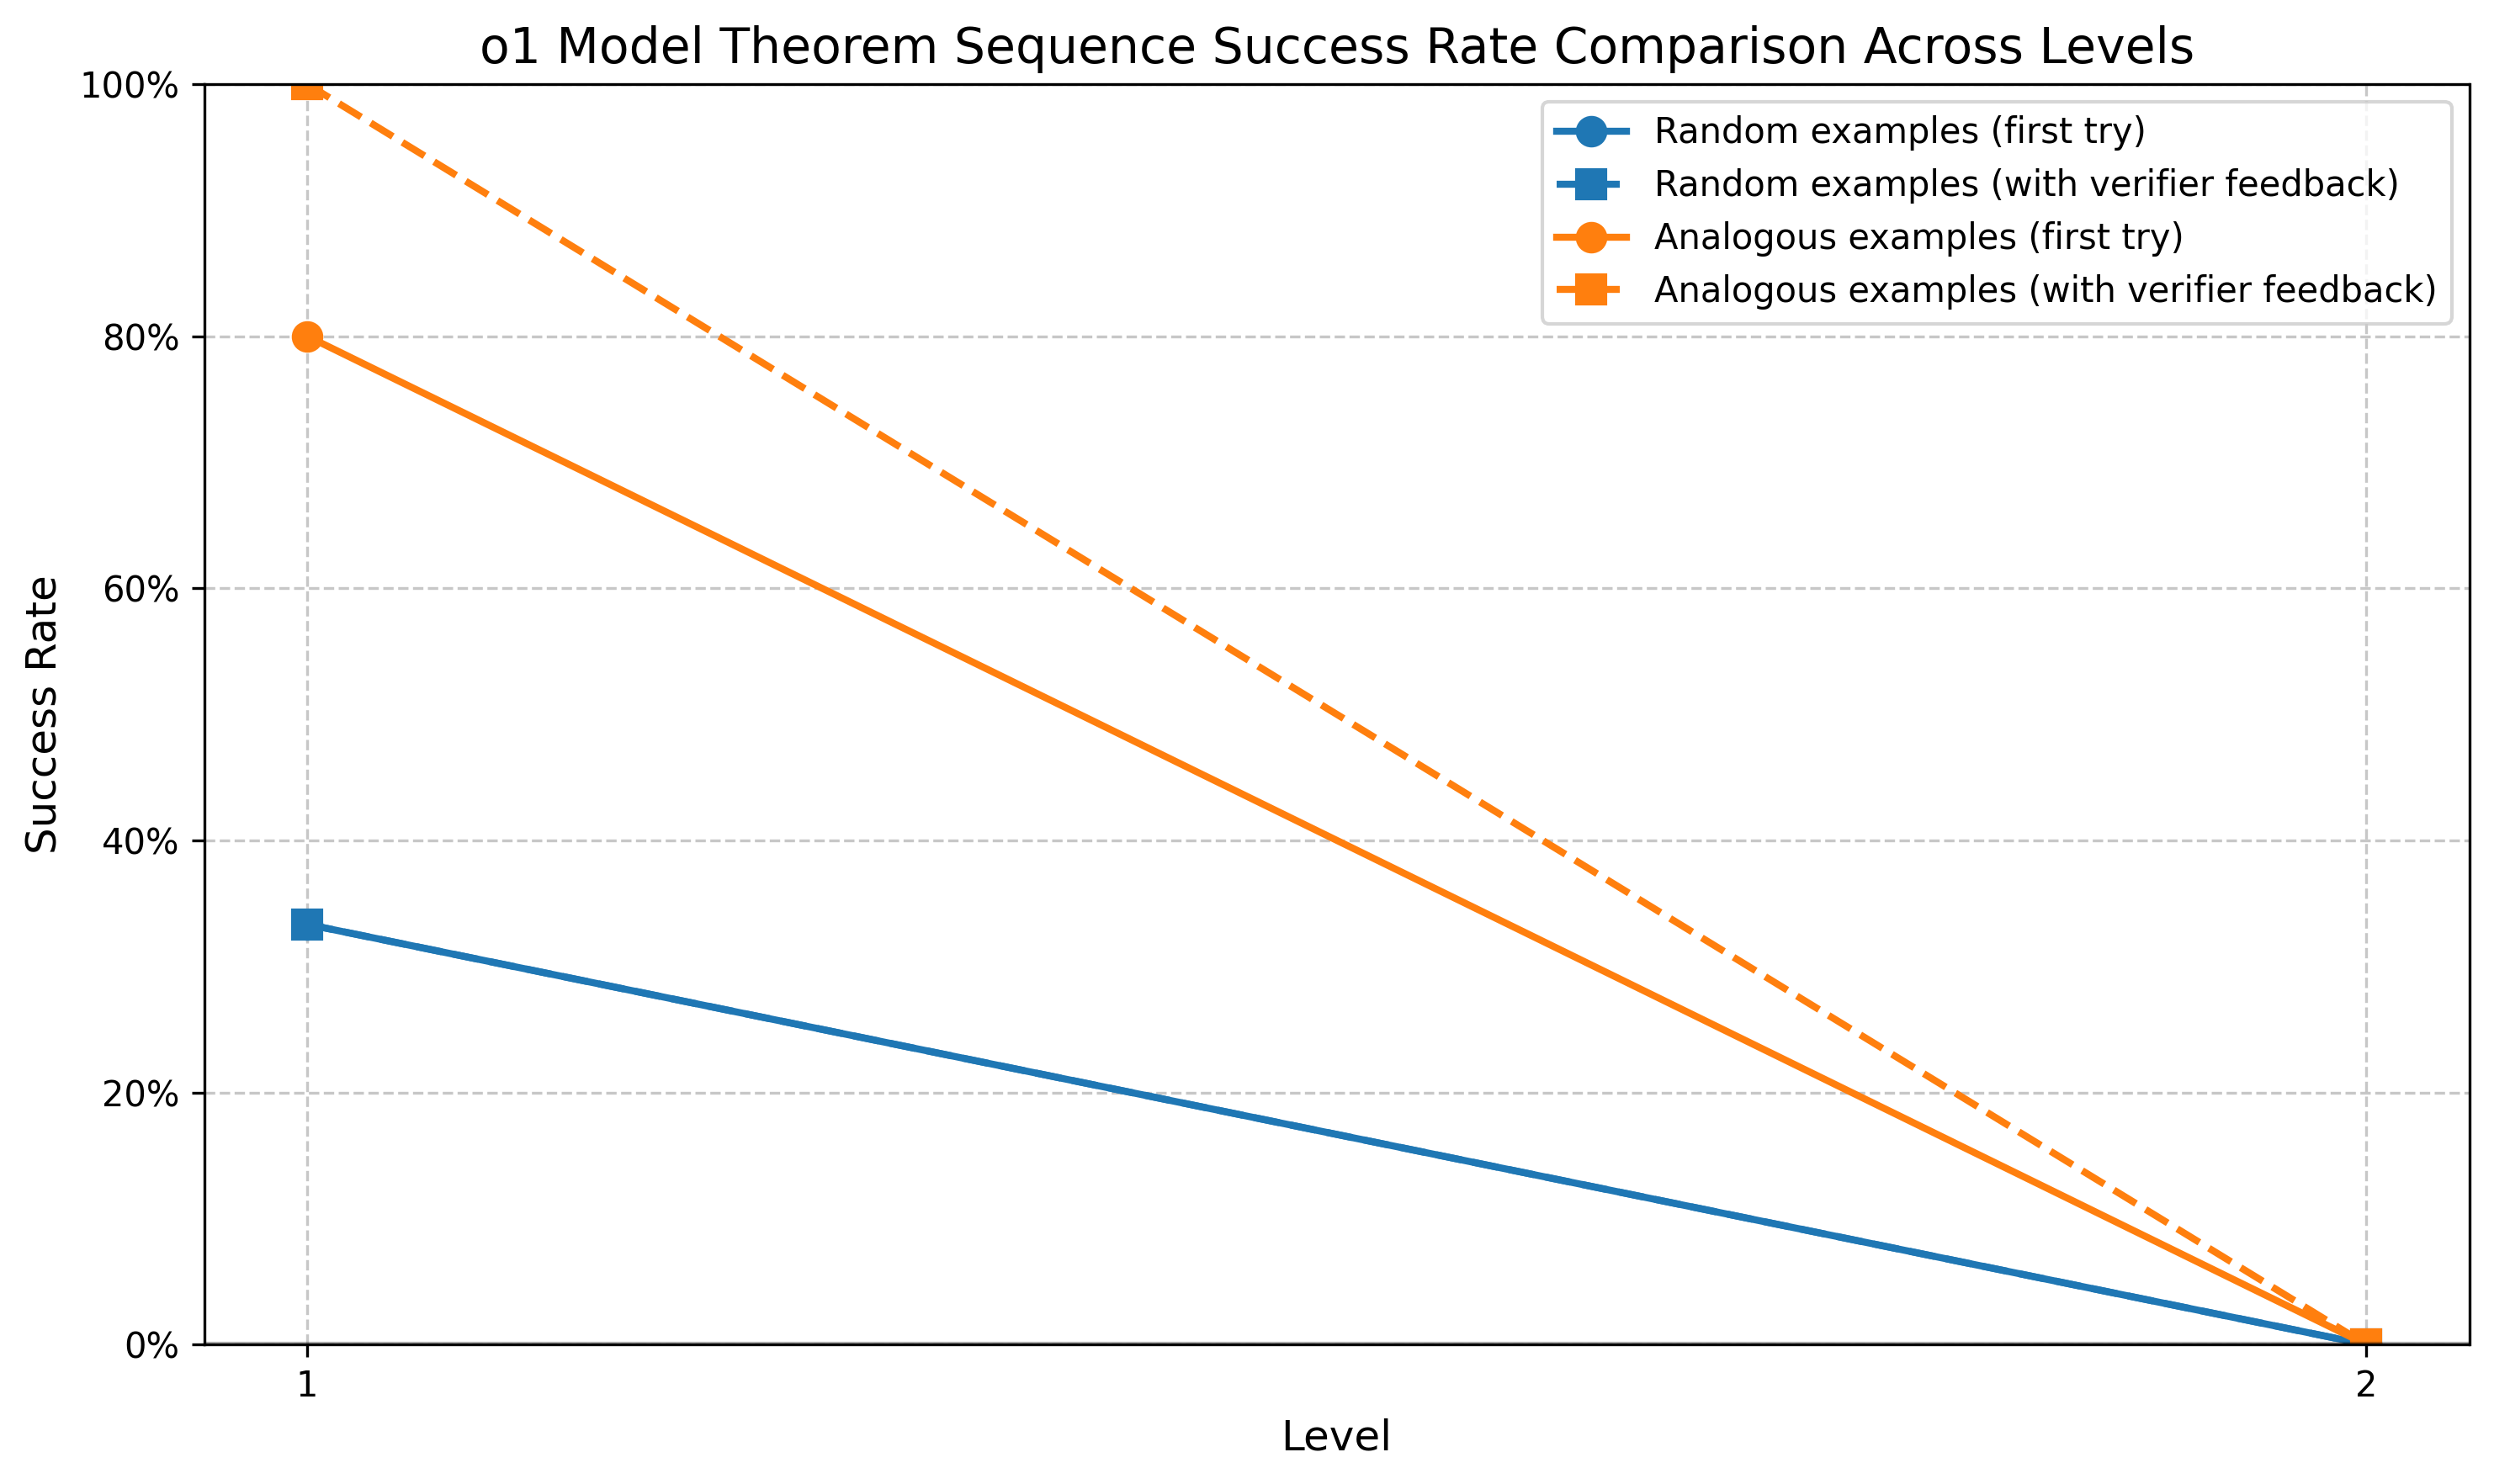 o1 Model Theorem Sequence Success Rate Comparison Across Levels
100%
80%
60%
40%
20%
0%
Success Rate
Random examples (first try)
Random examples (with verifier feedback)
Analogous examples (first try)
Analogous examples (with verifier feedback)
1
2
Level